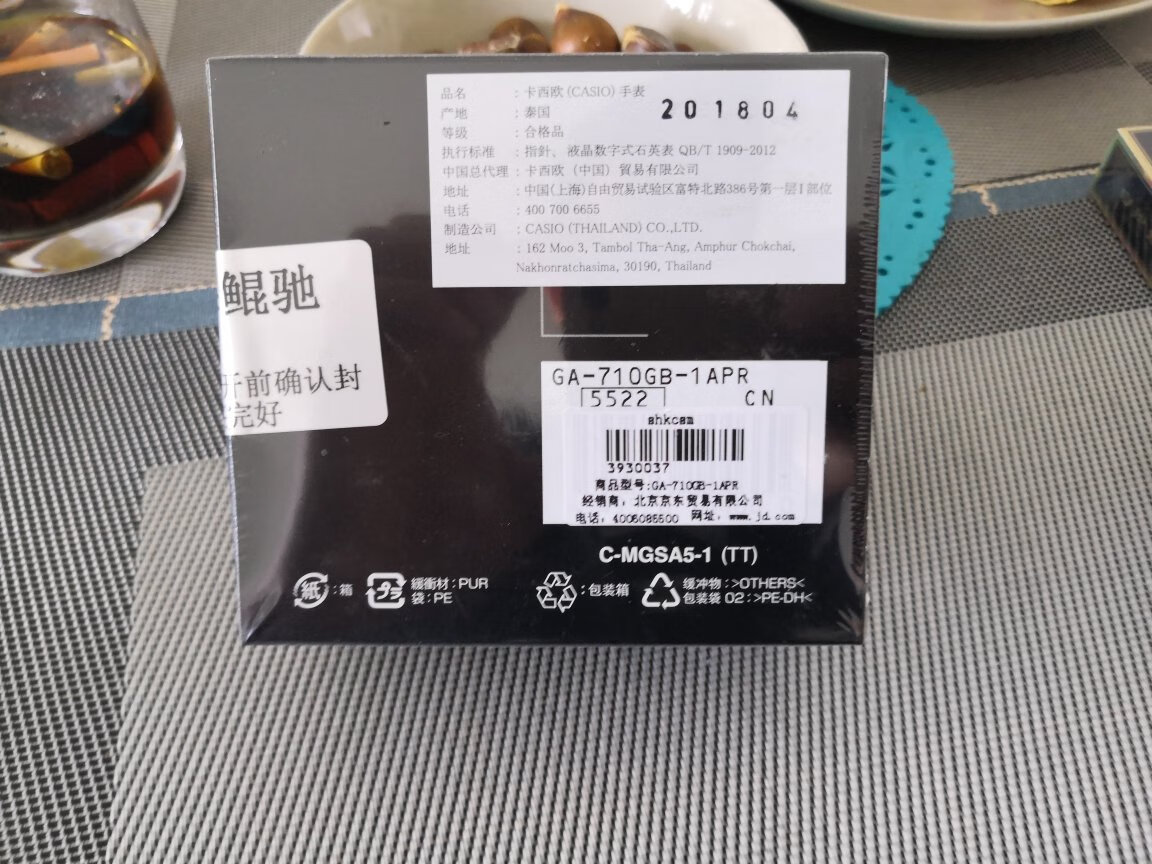 品名 : 卡西欧(CASIO)手表
产地 : 泰国
201804
等级 : 合格品
执行标准 : 指針、液晶数字式石英表 QB/T 1909-2012
中国总代理 : 卡西欧(中国)貿易有限公司
地址 : 中国(上海)自由贸易试验区富特北路386号第一层I部位
电话 : 400 700 6655
制造公司 : CASIO (THAILAND) CO.,LTD.
地址 : 162 Moo 3, Tambol Tha-Ang, Amphur Chokchai,
Nakhonratchasima, 30190, Thailand
鲲驰
开前确认封
完好
GA-710GB-1APR
5522 CN
shkcsm
3930037
商品型号:GA-710GB-1APR
经销商: 北京京东贸易有限公司
电话: 4006085500 网址: www.jd.com
C-MGSA5-1 (TT)
紙 : 箱
プラ 緩衝材 : PUR
袋 : PE
: 包装箱
缓冲物 : >OTHERS<
包装袋 02 : >PE-DH<